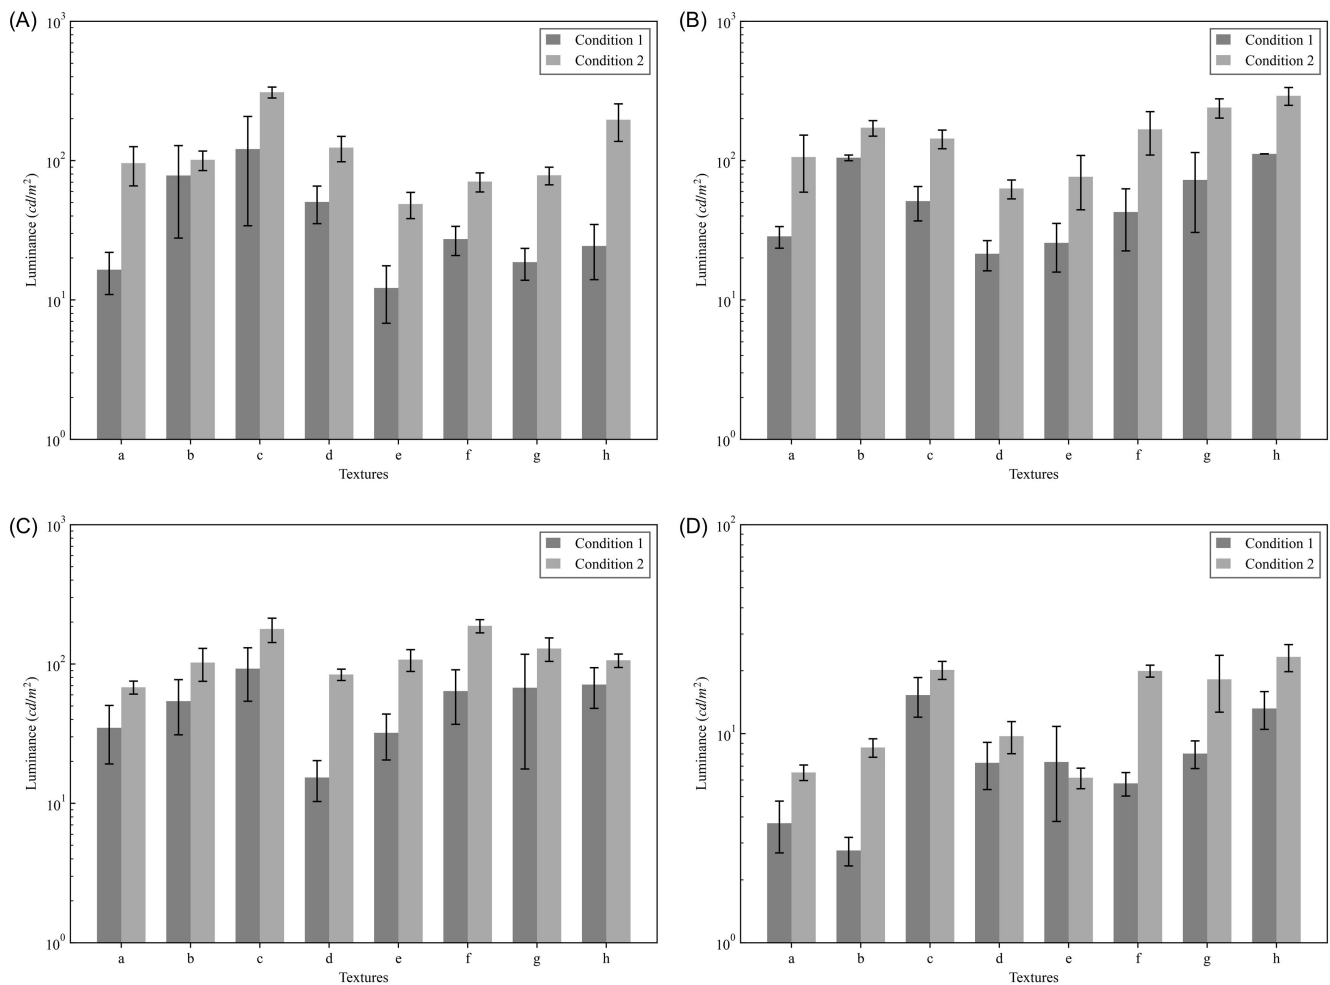 (A)
10³
Condition 1
Condition 2
10²
Luminance (cd/m²)
10¹
10⁰
a b c d e f g h
Textures
(B)
10³
Condition 1
Condition 2
10²
Luminance (cd/m²)
10¹
10⁰
a b c d e f g h
Textures
(C)
10³
Condition 1
Condition 2
10²
Luminance (cd/m²)
10¹
10⁰
a b c d e f g h
Textures
(D)
10²
Condition 1
Condition 2
Luminance (cd/m²)
10¹
10⁰
a b c d e f g h
Textures